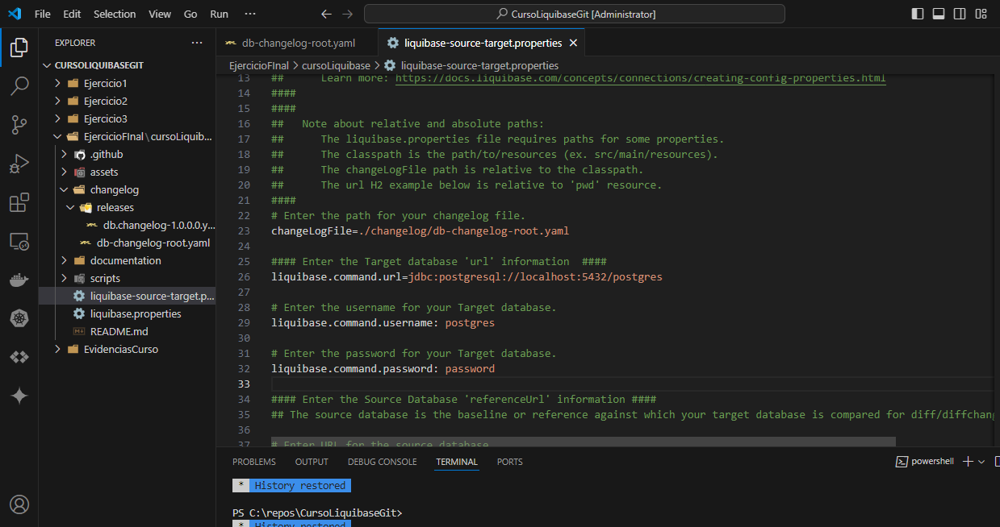 File Edit Selection View Go Run ··· ← → CursoLiquibaseGit [Administrator]
EXPLORER ···
CURSOLIQUIBASEGIT
Ejercicio1
Ejercicio2
Ejercicio3
EjercicioFInal\cursoLiquib...
.github
assets
changelog
releases
db.changelog-1.0.0.0.y...
db-changelog-root.yaml
documentation
scripts
liquibase-source-target.p...
liquibase.properties
README.md
EvidenciasCurso
db-changelog-root.yaml liquibase-source-target.properties ×
EjercicioFInal > cursoLiquibase > liquibase-source-target.properties
13 ##      Learn more: https://docs.liquibase.com/concepts/connections/creating-config-properties.html
14 ####
15 ####
16 ##   Note about relative and absolute paths:
17 ##      The liquibase.properties file requires paths for some properties.
18 ##      The classpath is the path/to/resources (ex. src/main/resources).
19 ##      The changeLogFile path is relative to the classpath.
20 ##      The url H2 example below is relative to 'pwd' resource.
21 ####
22 # Enter the path for your changelog file.
23 changeLogFile=./changelog/db-changelog-root.yaml
24
25 #### Enter the Target database 'url' information  ####
26 liquibase.command.url=jdbc:postgresql://localhost:5432/postgres
27
28 # Enter the username for your Target database.
29 liquibase.command.username: postgres
30
31 # Enter the password for your Target database.
32 liquibase.command.password: password
33
34 #### Enter the Source Database 'referenceUrl' information ####
35 ## The source database is the baseline or reference against which your target database is compared for diff/diffchan
36
37 # Enter URL for the source database
PROBLEMS OUTPUT DEBUG CONSOLE TERMINAL PORTS powershell
* History restored
PS C:\repos\CursoLiquibaseGit>
* History restored